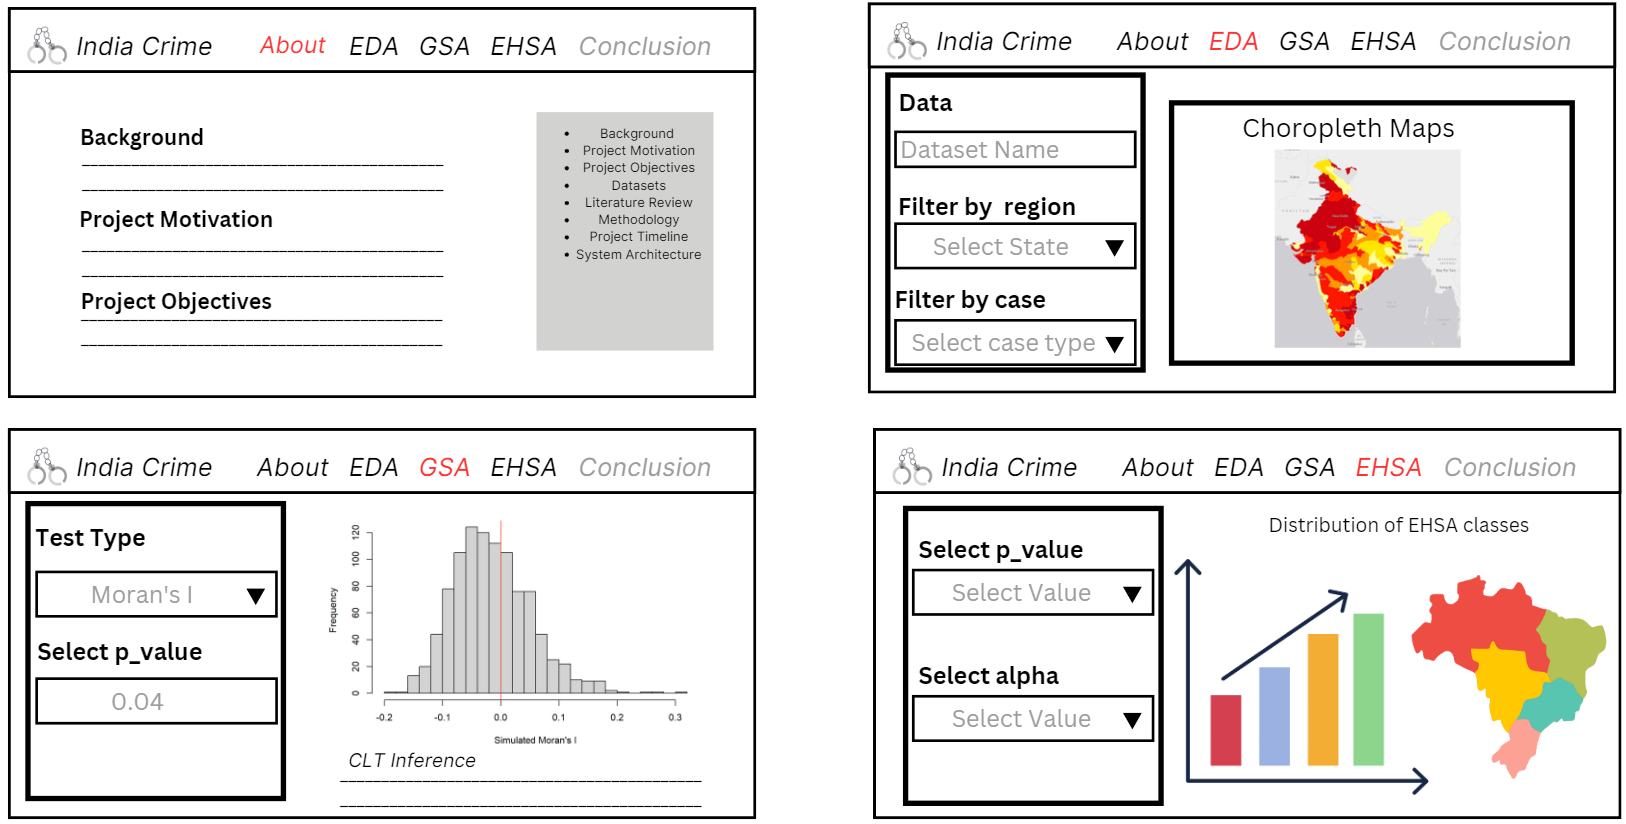 India Crime About EDA GSA EHSA Conclusion
Background
Project Motivation
Project Objectives
• Background
• Project Motivation
• Project Objectives
• Datasets
• Literature Review
• Methodology
• Project Timeline
• System Architecture
India Crime About EDA GSA EHSA Conclusion
Data
Dataset Name
Filter by region
Select State
Filter by case
Select case type
Choropleth Maps
India Crime About EDA GSA EHSA Conclusion
Test Type
Moran's I
Select p_value
0.04
Frequency
120
100
80
60
40
20
0
-0.2 -0.1 0.0 0.1 0.2 0.3
Simulated Moran's I
CLT Inference
India Crime About EDA GSA EHSA Conclusion
Select p_value
Select Value
Select alpha
Select Value
Distribution of EHSA classes